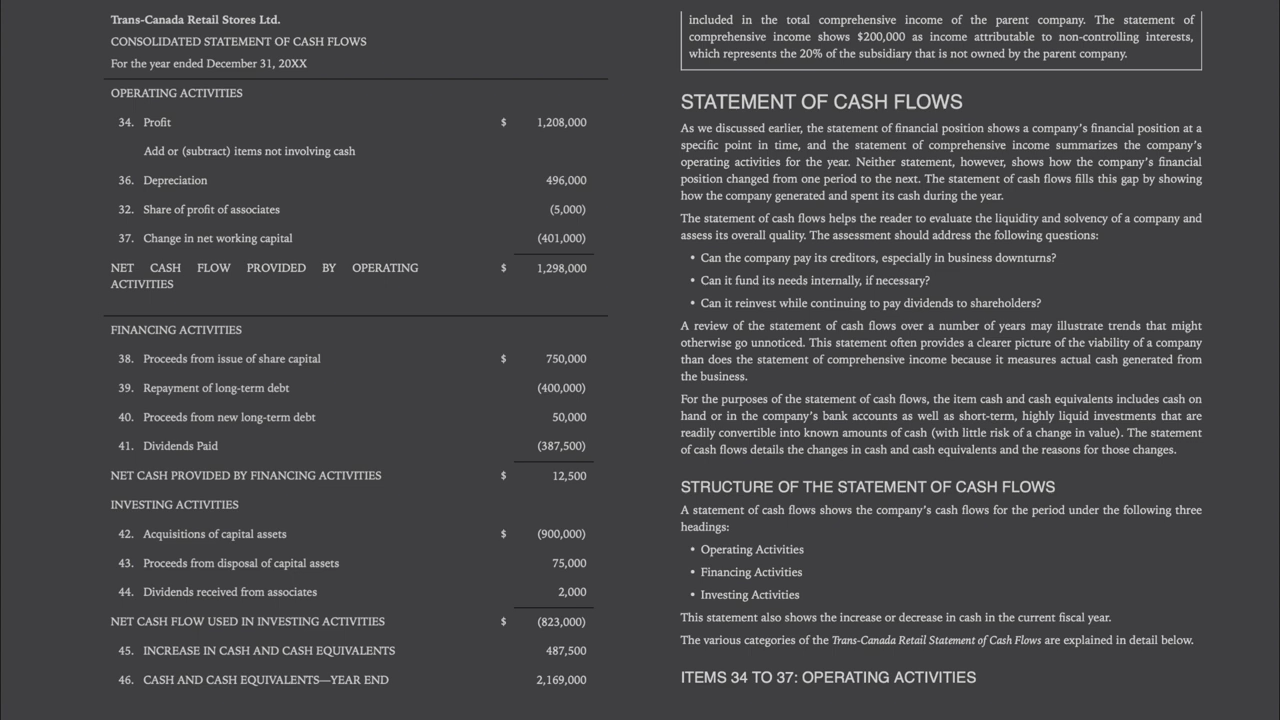 Trans-Canada Retail Stores Ltd.
CONSOLIDATED STATEMENT OF CASH FLOWS
For the year ended December 31, 20XX
OPERATING ACTIVITIES
34. Profit $ 1,208,000
Add or (subtract) items not involving cash
36. Depreciation 496,000
32. Share of profit of associates (5,000)
37. Change in net working capital (401,000)
NET CASH FLOW PROVIDED BY OPERATING $ 1,298,000
ACTIVITIES
FINANCING ACTIVITIES
38. Proceeds from issue of share capital $ 750,000
39. Repayment of long-term debt (400,000)
40. Proceeds from new long-term debt 50,000
41. Dividends Paid (387,500)
NET CASH PROVIDED BY FINANCING ACTIVITIES $ 12,500
INVESTING ACTIVITIES
42. Acquisitions of capital assets $ (900,000)
43. Proceeds from disposal of capital assets 75,000
44. Dividends received from associates 2,000
NET CASH FLOW USED IN INVESTING ACTIVITIES $ (823,000)
45. INCREASE IN CASH AND CASH EQUIVALENTS 487,500
46. CASH AND CASH EQUIVALENTS—YEAR END 2,169,000
included in the total comprehensive income of the parent company. The statement of
comprehensive income shows $200,000 as income attributable to non-controlling interests,
which represents the 20% of the subsidiary that is not owned by the parent company.
STATEMENT OF CASH FLOWS
As we discussed earlier, the statement of financial position shows a company's financial position at a
specific point in time, and the statement of comprehensive income summarizes the company's
operating activities for the year. Neither statement, however, shows how the company's financial
position changed from one period to the next. The statement of cash flows fills this gap by showing
how the company generated and spent its cash during the year.
The statement of cash flows helps the reader to evaluate the liquidity and solvency of a company and
assess its overall quality. The assessment should address the following questions:
• Can the company pay its creditors, especially in business downturns?
• Can it fund its needs internally, if necessary?
• Can it reinvest while continuing to pay dividends to shareholders?
A review of the statement of cash flows over a number of years may illustrate trends that might
otherwise go unnoticed. This statement often provides a clearer picture of the viability of a company
than does the statement of comprehensive income because it measures actual cash generated from
the business.
For the purposes of the statement of cash flows, the item cash and cash equivalents includes cash on
hand or in the company's bank accounts as well as short-term, highly liquid investments that are
readily convertible into known amounts of cash (with little risk of a change in value). The statement
of cash flows details the changes in cash and cash equivalents and the reasons for those changes.
STRUCTURE OF THE STATEMENT OF CASH FLOWS
A statement of cash flows shows the company's cash flows for the period under the following three
headings:
• Operating Activities
• Financing Activities
• Investing Activities
This statement also shows the increase or decrease in cash in the current fiscal year.
The various categories of the Trans-Canada Retail Statement of Cash Flows are explained in detail below.
ITEMS 34 TO 37: OPERATING ACTIVITIES